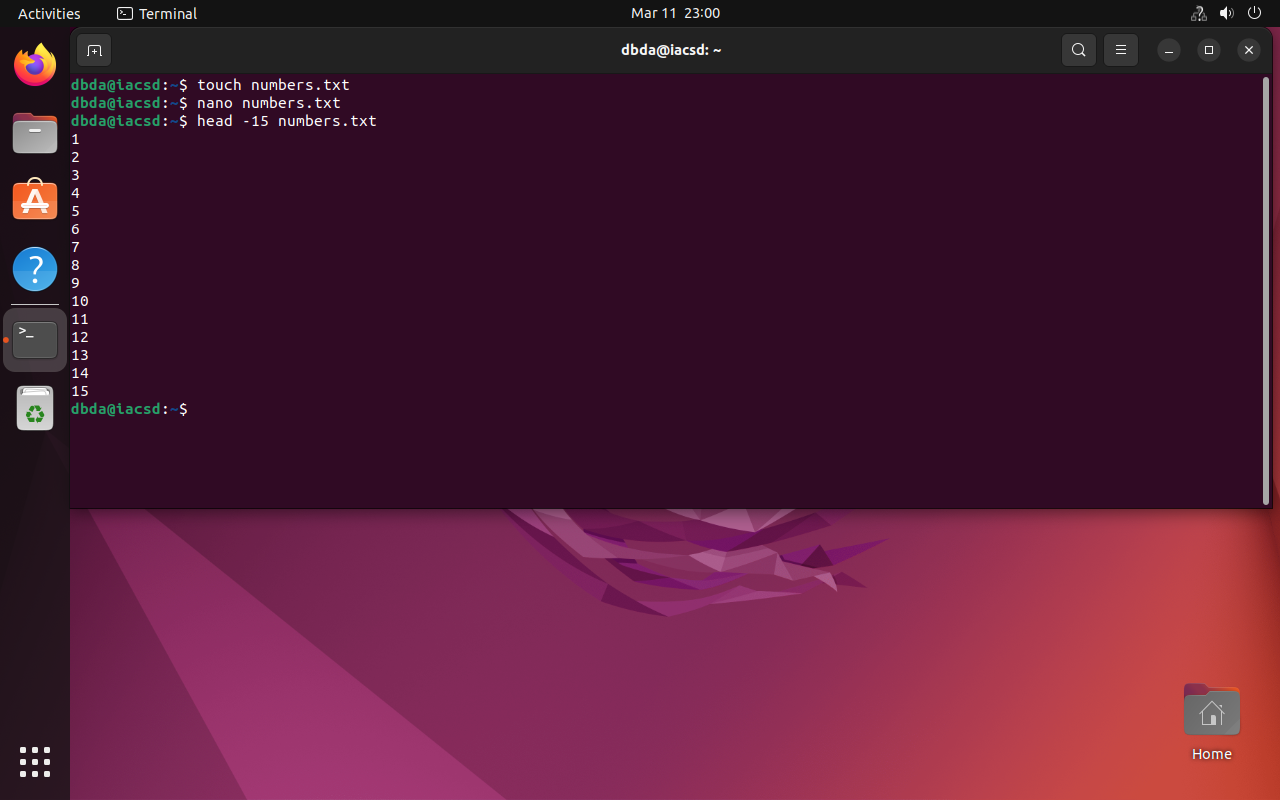 Activities
Terminal
Mar 11 23:00
dbda@iacsd: ~
dbda@iacsd:~$ touch numbers.txt
dbda@iacsd:~$ nano numbers.txt
dbda@iacsd:~$ head -15 numbers.txt
1
2
3
4
5
6
7
8
9
10
11
12
13
14
15
dbda@iacsd:~$
Home